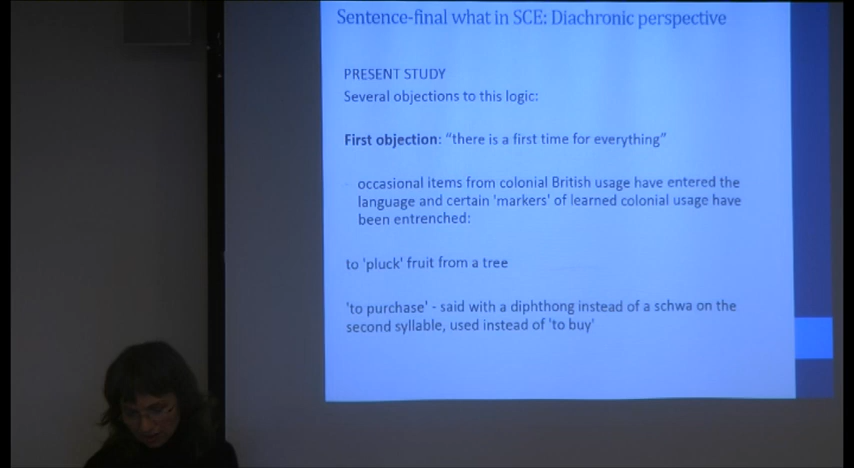 Sentence-final what in SCE: Diachronic perspective
PRESENT STUDY
Several objections to this logic:
First objection: “there is a first time for everything”
occasional items from colonial British usage have entered the
language and certain 'markers' of learned colonial usage have
been entrenched:
to 'pluck' fruit from a tree
'to purchase' - said with a diphthong instead of a schwa on the
second syllable, used instead of 'to buy'